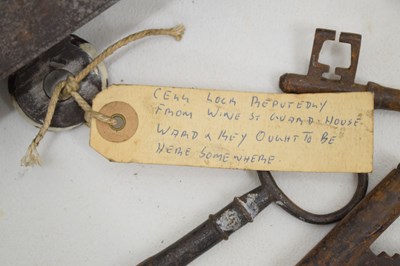 CELL LOCK REPUTEDLY
FROM WINE ST GUARD-HOUSE-
WARD & KEY OUGHT TO BE
HERE SOMEWHERE